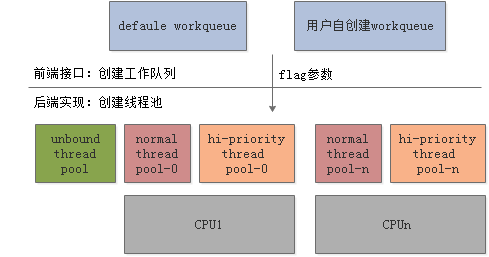 defaule workqueue
用户自创建workqueue
前端接口：创建工作队列
flag参数
后端实现：创建线程池
unbound
thread
pool
normal
thread
pool-0
hi-priority
thread
pool-0
normal
thread
pool-n
hi-priority
thread
pool-n
CPU1
CPUn